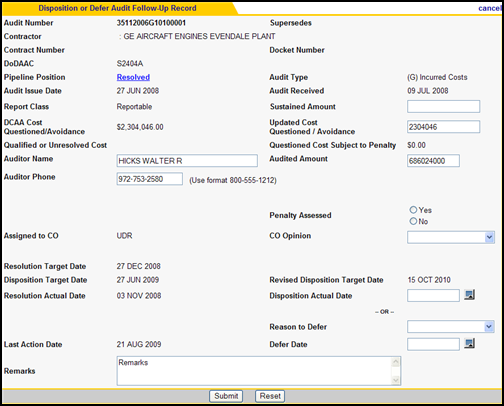 Disposition or Defer Audit Follow-Up Record cancel
Audit Number 35112006G10100001 Supersedes
Contractor : GE AIRCRAFT ENGINES EVENDALE PLANT
Contract Number Docket Number
DoDAAC S2404A
Pipeline Position Resolved Audit Type (G) Incurred Costs
Audit Issue Date 27 JUN 2008 Audit Received 09 JUL 2008
Report Class Reportable Sustained Amount
DCAA Cost Questioned/Avoidance $2,304,046.00 Updated Cost Questioned / Avoidance 2304046
Qualified or Unresolved Cost Questioned Cost Subject to Penalty $0.00
Auditor Name HICKS WALTER R Audited Amount 686024000
Auditor Phone 972-753-2580 (Use format 800-555-1212)
Penalty Assessed Yes
No
Assigned to CO UDR CO Opinion
Resolution Target Date 27 DEC 2008
Disposition Target Date 27 JUN 2009 Revised Disposition Target Date 15 OCT 2010
Resolution Actual Date 03 NOV 2008 Disposition Actual Date
-- OR --
Reason to Defer
Last Action Date 21 AUG 2009 Defer Date
Remarks Remarks
Submit Reset